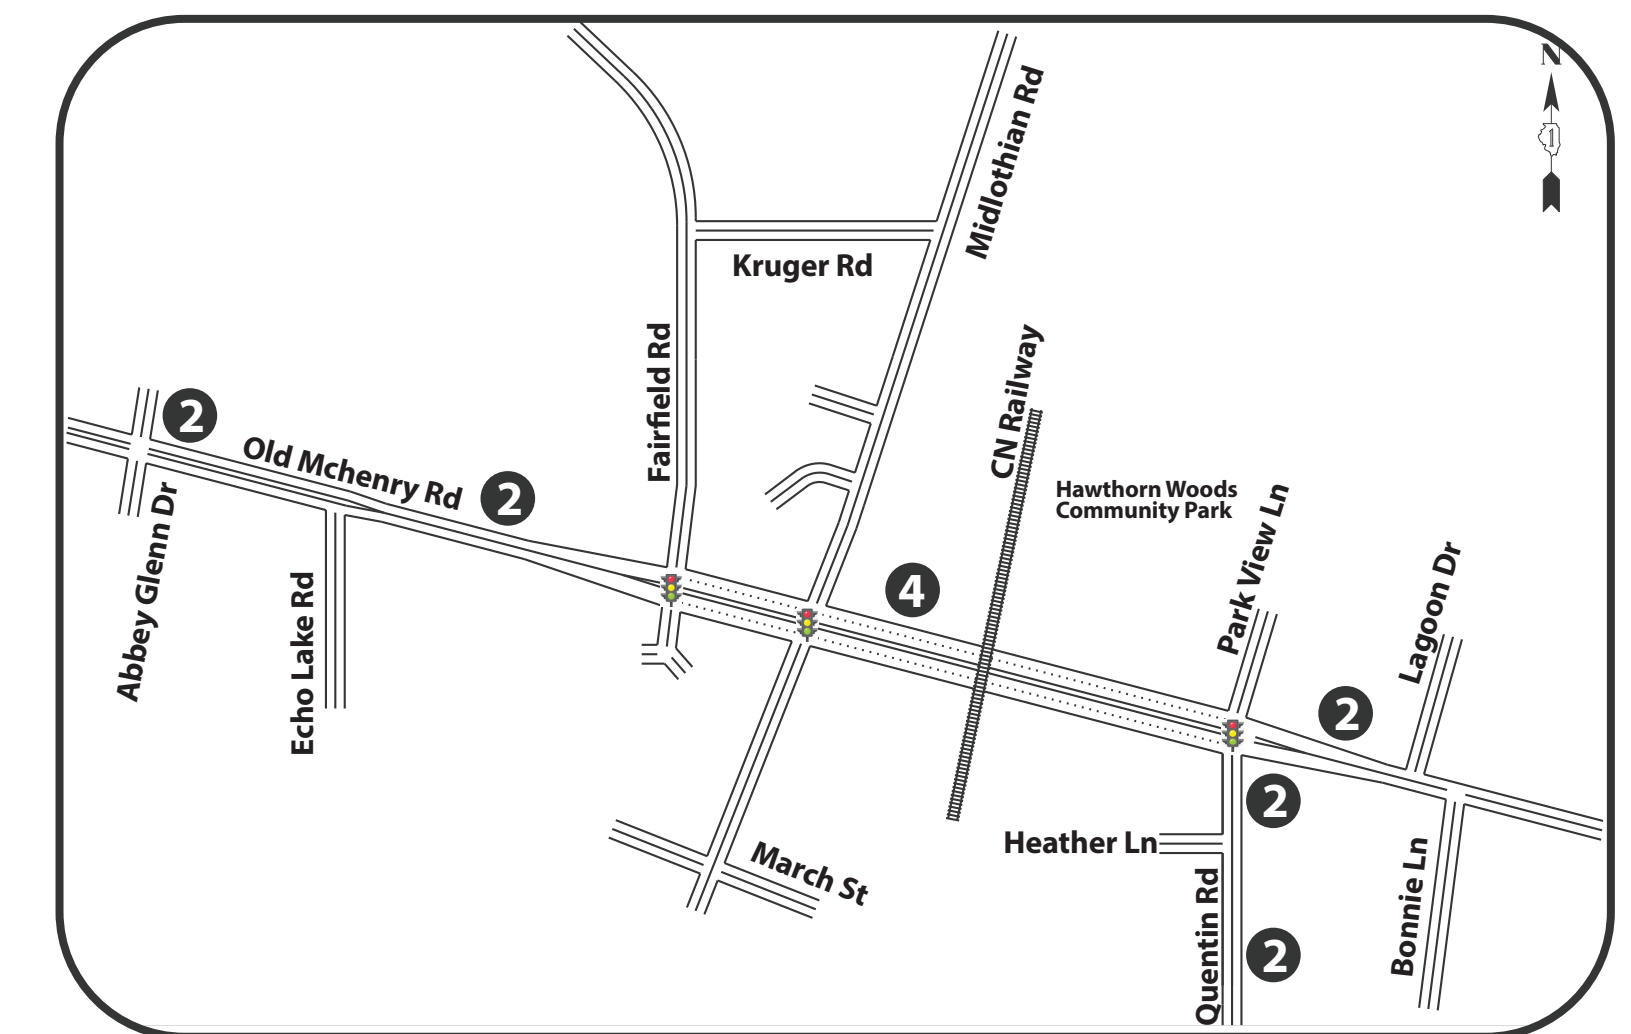 N
1
Midlothian Rd
Kruger Rd
Fairfield Rd
CN Railway
2
Old Mchenry Rd
2
Hawthorn Woods
Community Park
Park View Ln
Abbey Glenn Dr
Echo Lake Rd
4
Lagoon Dr
2
2
Heather Ln
March St
Quentin Rd
Bonnie Ln
2